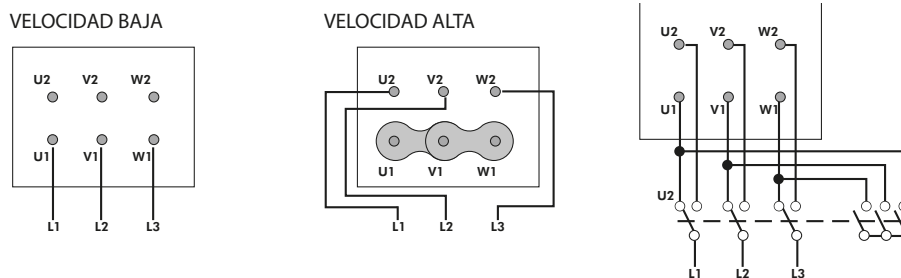 VELOCIDAD BAJA
U2 V2 W2
U1 V1 W1
L1 L2 L3
VELOCIDAD ALTA
U2 V2 W2
U1 V1 W1
L1 L2 L3
U2 V2 W2
U1 V1 W1
U2
L1 L2 L3